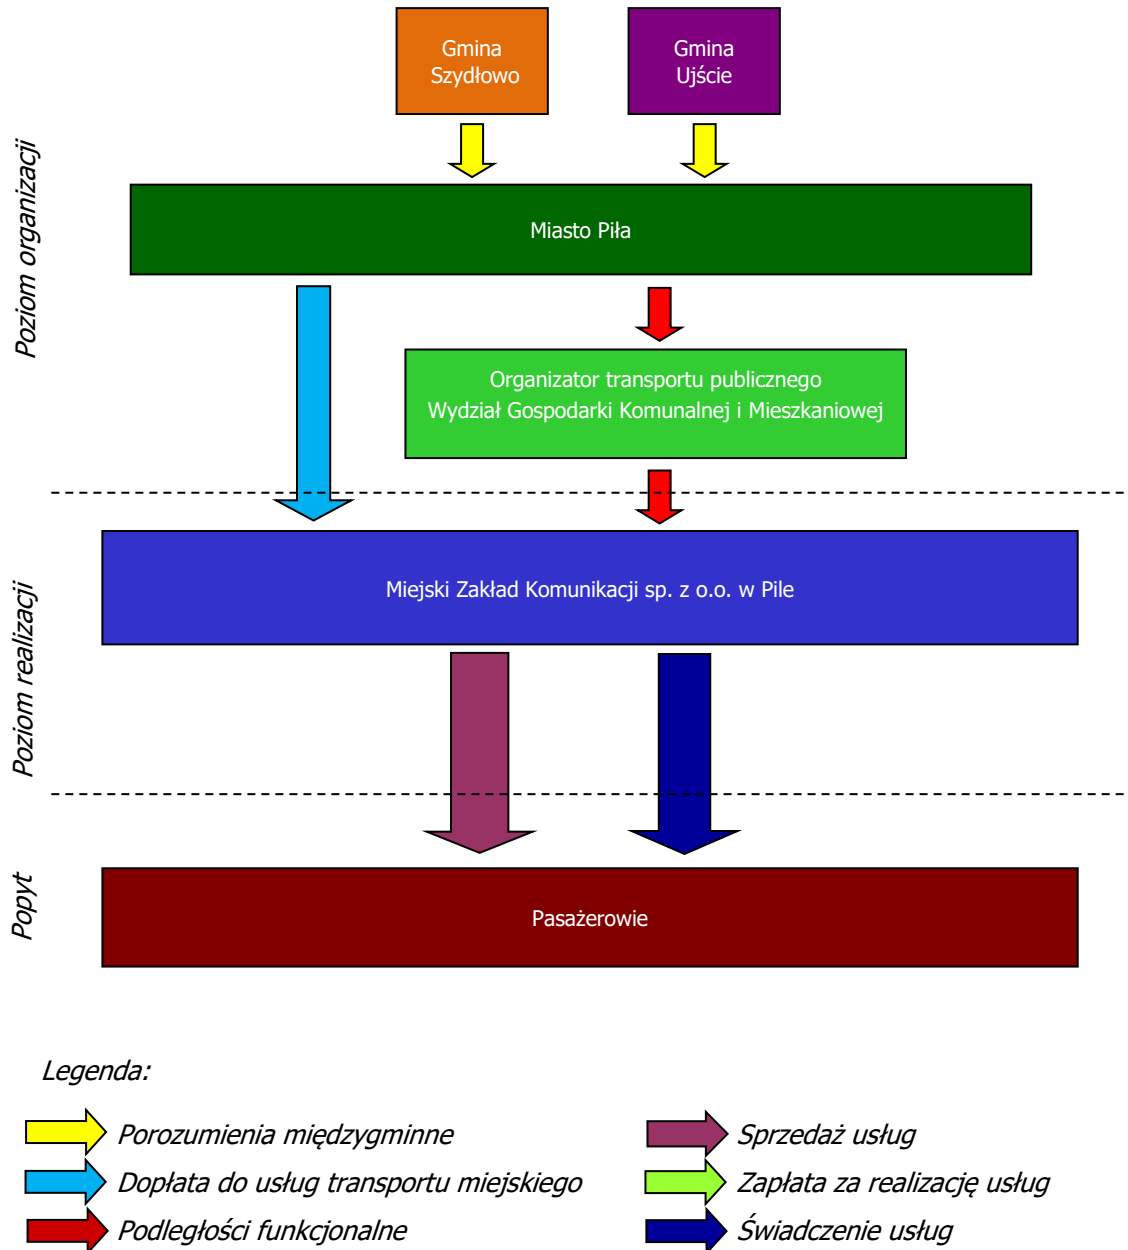 Gmina
Szydłowo
Gmina
Ujście
Poziom organizacji
Miasto Piła
Organizator transportu publicznego
Wydział Gospodarki Komunalnej i Mieszkaniowej
Poziom realizacji
Miejski Zakład Komunikacji sp. z o.o. w Pile
Popyt
Pasażerowie
Legenda:
Porozumienia międzygminne
Dopłata do usług transportu miejskiego
Podległości funkcjonalne
Sprzedaż usług
Zapłata za realizację usług
Świadczenie usług